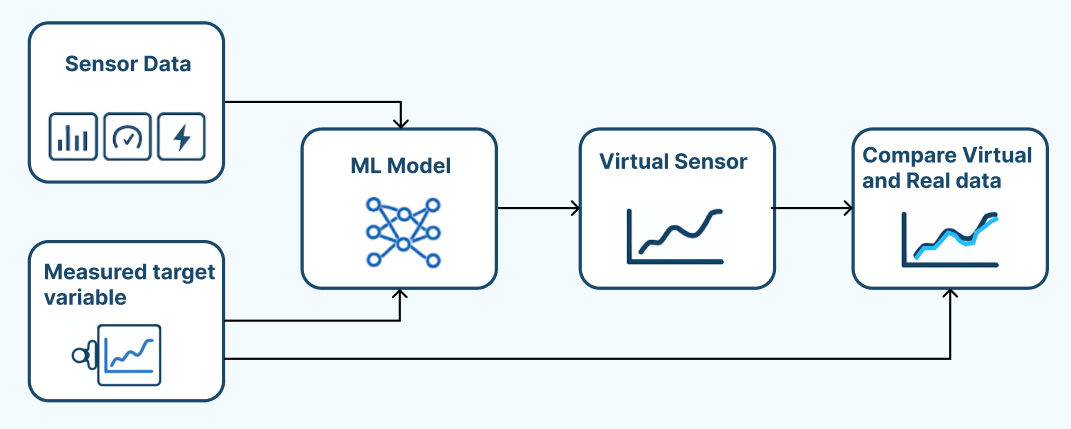 Sensor Data
ML Model
Virtual Sensor
Compare Virtual
and Real data
Measured target
variable